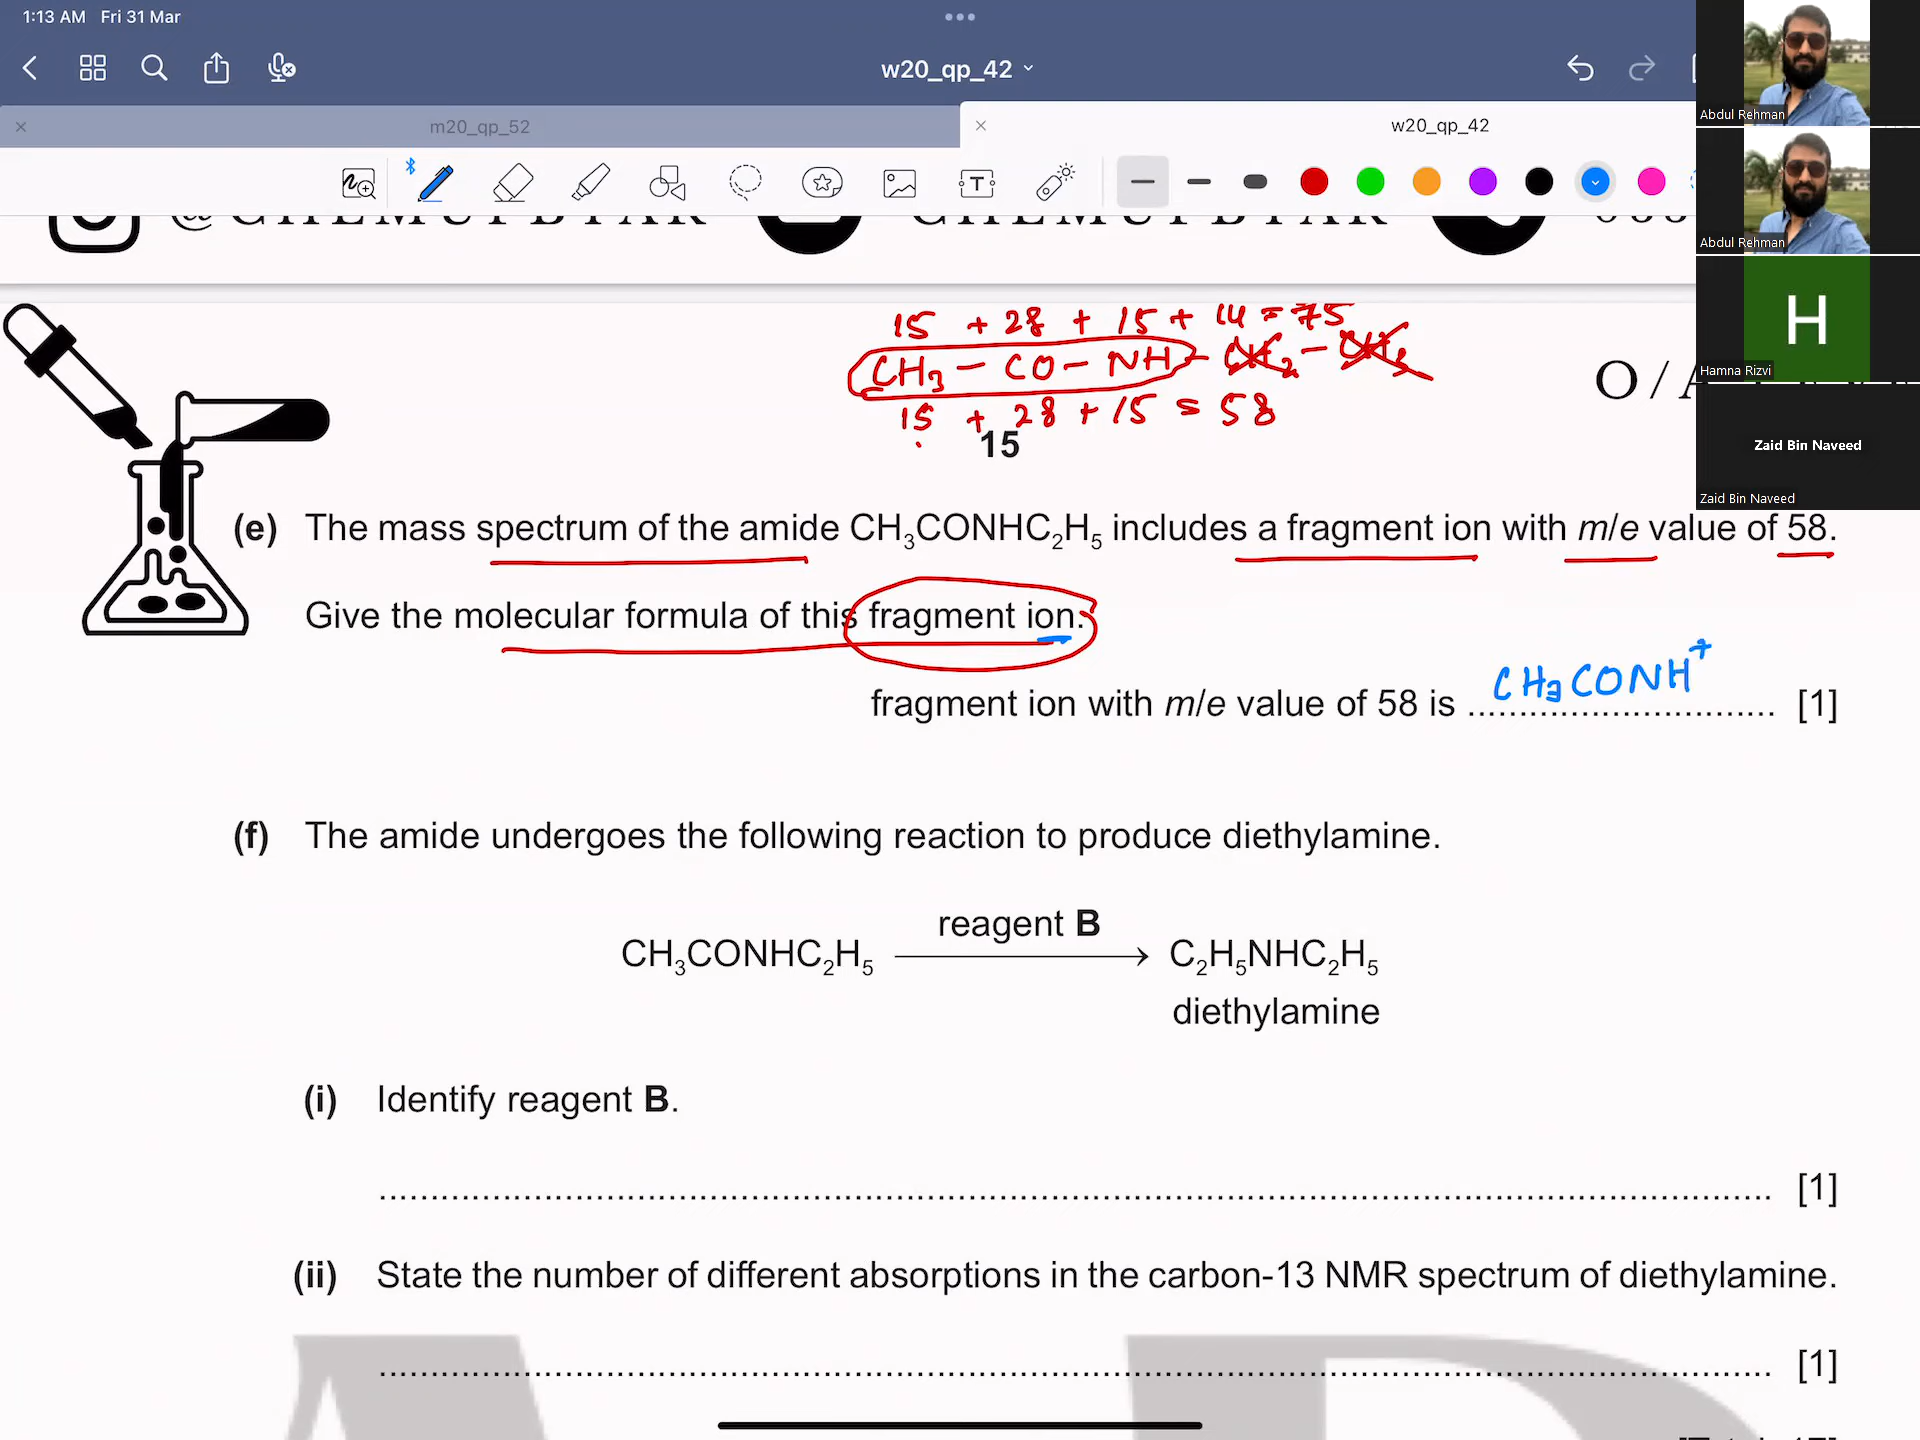 1:13 AM Fri 31 Mar
w20_qp_42
m20_qp_52
w20_qp_42
Abdul Rehman
Abdul Rehman
H
Hamna Rizvi
Zaid Bin Naveed
Zaid Bin Naveed
15 + 28 + 15 + 14 = 75
CH₃ – CO – NH – CH₂ – CH₃
O/A
15 + 28 + 15 = 58
15
(e) The mass spectrum of the amide CH₃CONHC₂H₅ includes a fragment ion with m/e value of 58.
Give the molecular formula of this fragment ion.
CH₃CONH⁺
fragment ion with m/e value of 58 is .............................. [1]
(f) The amide undergoes the following reaction to produce diethylamine.
reagent B
CH₃CONHC₂H₅ → C₂H₅NHC₂H₅
diethylamine
(i) Identify reagent B.
.............................. [1]
(ii) State the number of different absorptions in the carbon-13 NMR spectrum of diethylamine.
.............................. [1]